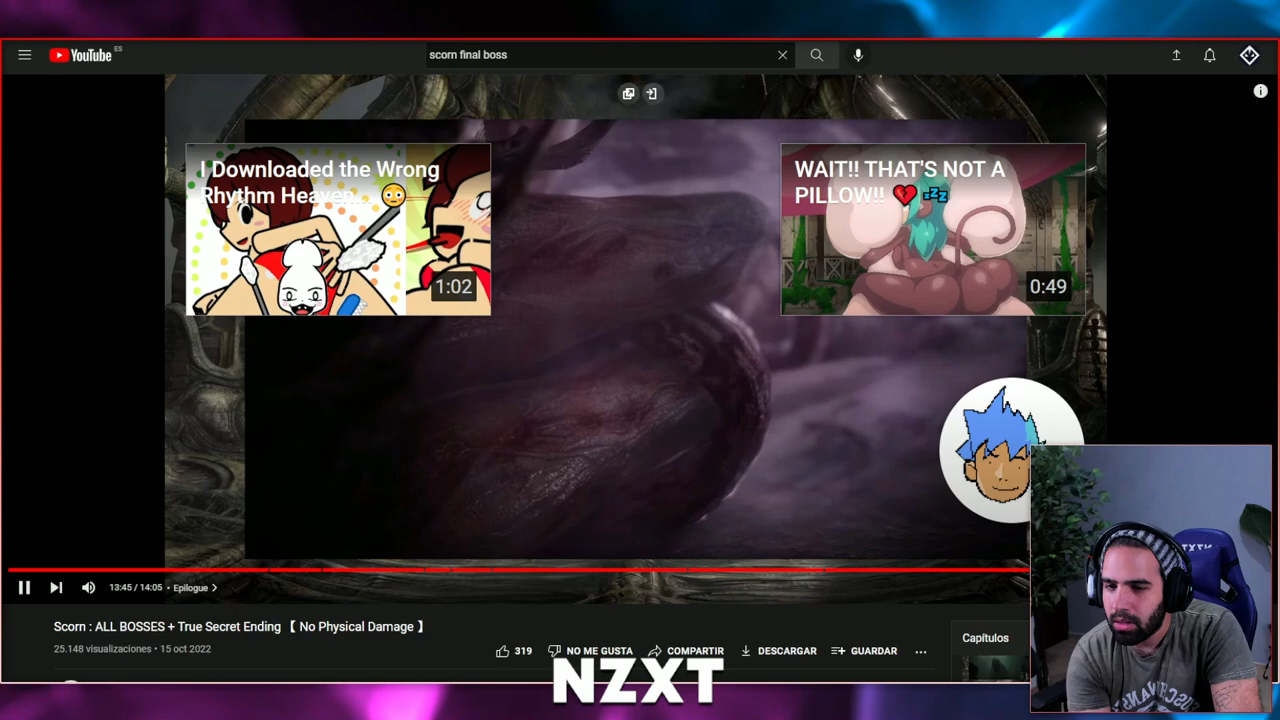 YouTube ES
scorn final boss
I Downloaded the Wrong
Rhythm Heaven...
1:02
WAIT!! THAT'S NOT A
PILLOW!!
0:49
13:45 / 14:05 • Epilogue
Scorn : ALL BOSSES + True Secret Ending 【 No Physical Damage 】
25.148 visualizaciones • 15 oct 2022
319
NO ME GUSTA
COMPARTIR
DESCARGAR
GUARDAR
Capítulos
NZXT
NZXT